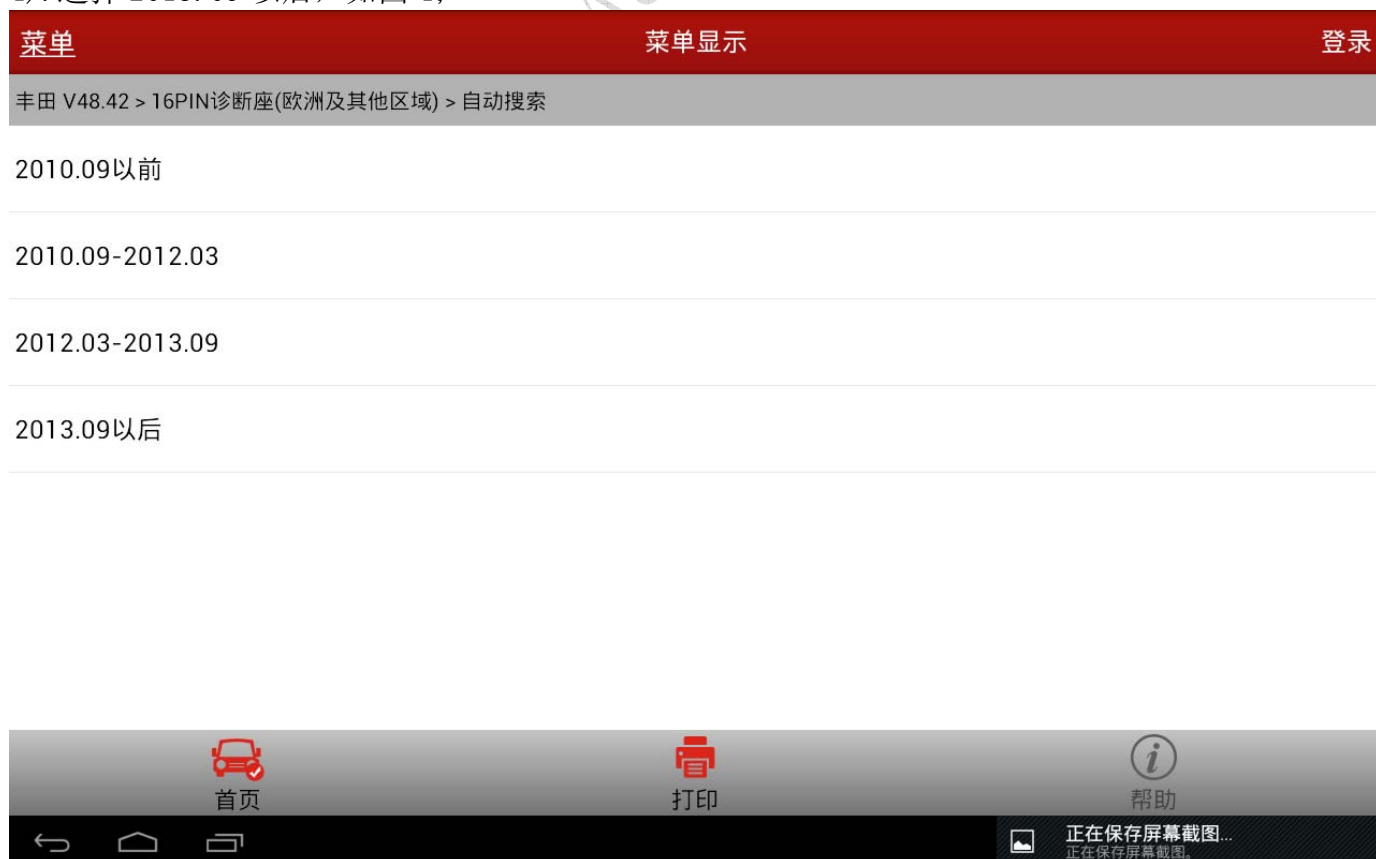 菜单
菜单显示
登录
丰田 V48.42 > 16PIN诊断座(欧洲及其他区域) > 自动搜索
2010.09以前
2010.09-2012.03
2012.03-2013.09
2013.09以后
首页
打印
帮助
正在保存屏幕截图...
正在保存屏幕截图。